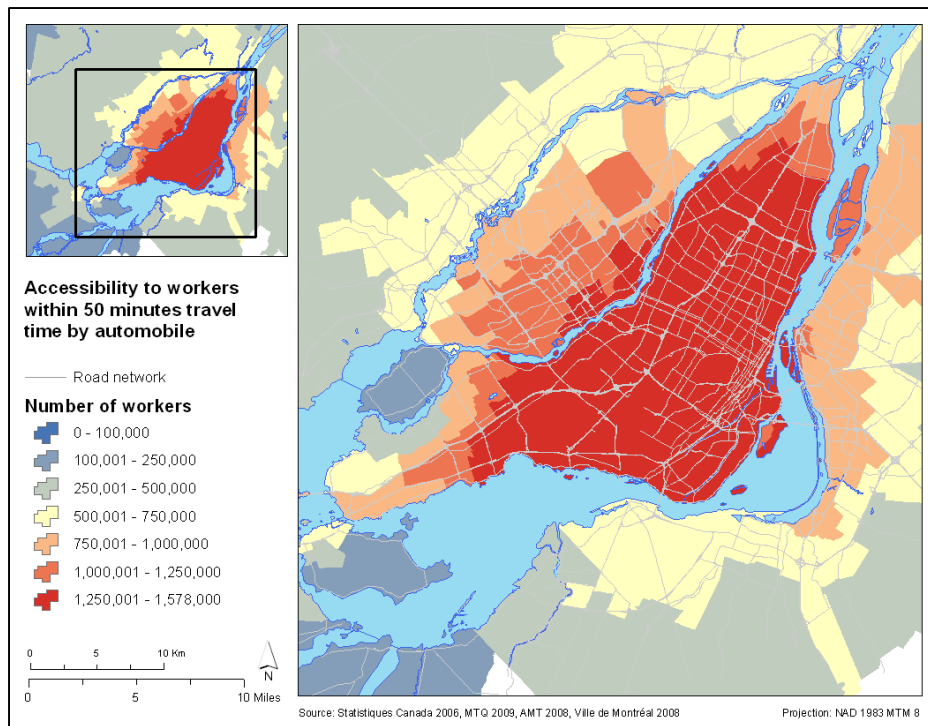 Accessibility to workers
within 50 minutes travel
time by automobile
Road network
Number of workers
0 - 100,000
100,001 - 250,000
250,001 - 500,000
500,001 - 750,000
750,001 - 1,000,000
1,000,001 - 1,250,000
1,250,001 - 1,578,000
0 5 10 Km
N
0 5 10 Miles
Source: Statistiques Canada 2006, MTQ 2009, AMT 2008, Ville de Montréal 2008 Projection: NAD 1983 MTM 8